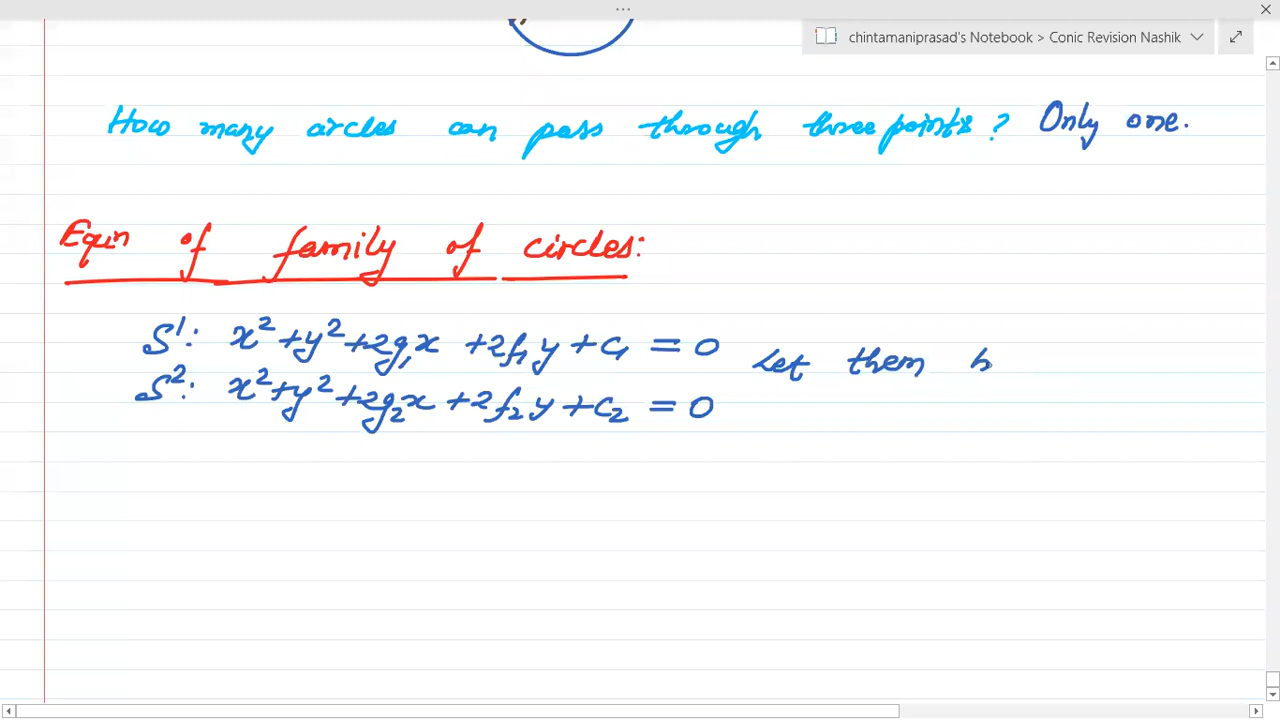 chintamaniprasad's Notebook > Conic Revision Nashik
How many circles can pass through three points? Only one.
Eqn of family of circles:
S¹: x² + y² + 2g₁x + 2f₁y + c₁ = 0
Let them
S²: x² + y² + 2g₂x + 2f₂y + c₂ = 0